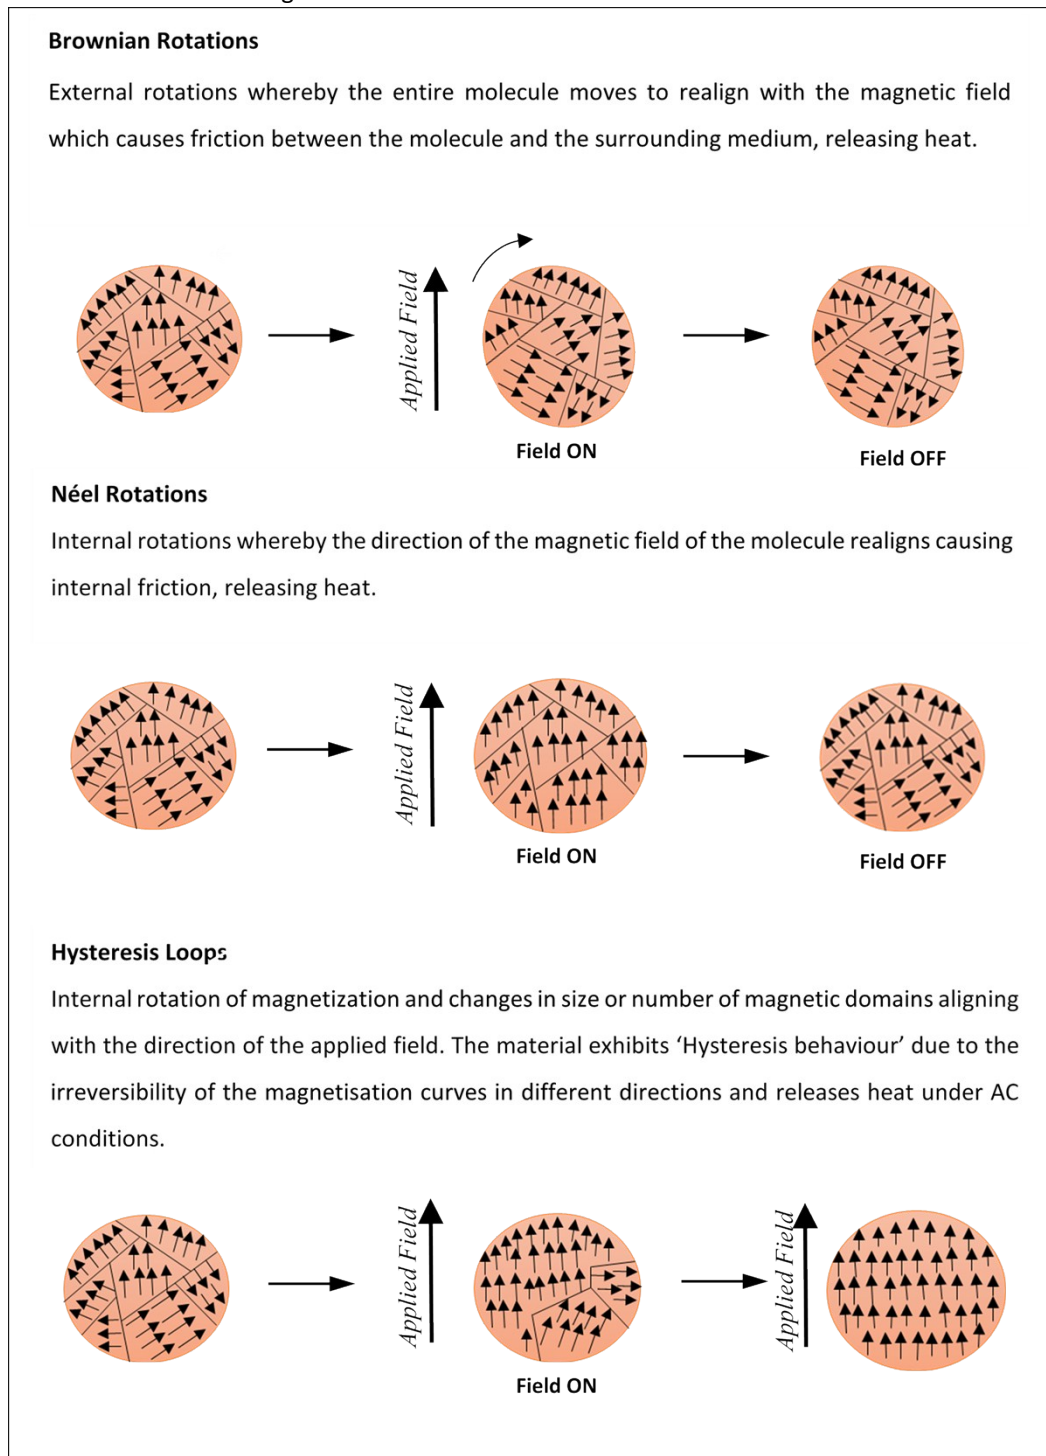 Brownian Rotations
External rotations whereby the entire molecule moves to realign with the magnetic field
which causes friction between the molecule and the surrounding medium, releasing heat.
Applied Field
Field ON
Field OFF
Néel Rotations
Internal rotations whereby the direction of the magnetic field of the molecule realigns causing
internal friction, releasing heat.
Applied Field
Field ON
Field OFF
Hysteresis Loops
Internal rotation of magnetization and changes in size or number of magnetic domains aligning
with the direction of the applied field. The material exhibits ‘Hysteresis behaviour’ due to the
irreversibility of the magnetisation curves in different directions and releases heat under AC
conditions.
Applied Field
Applied Field
Field ON